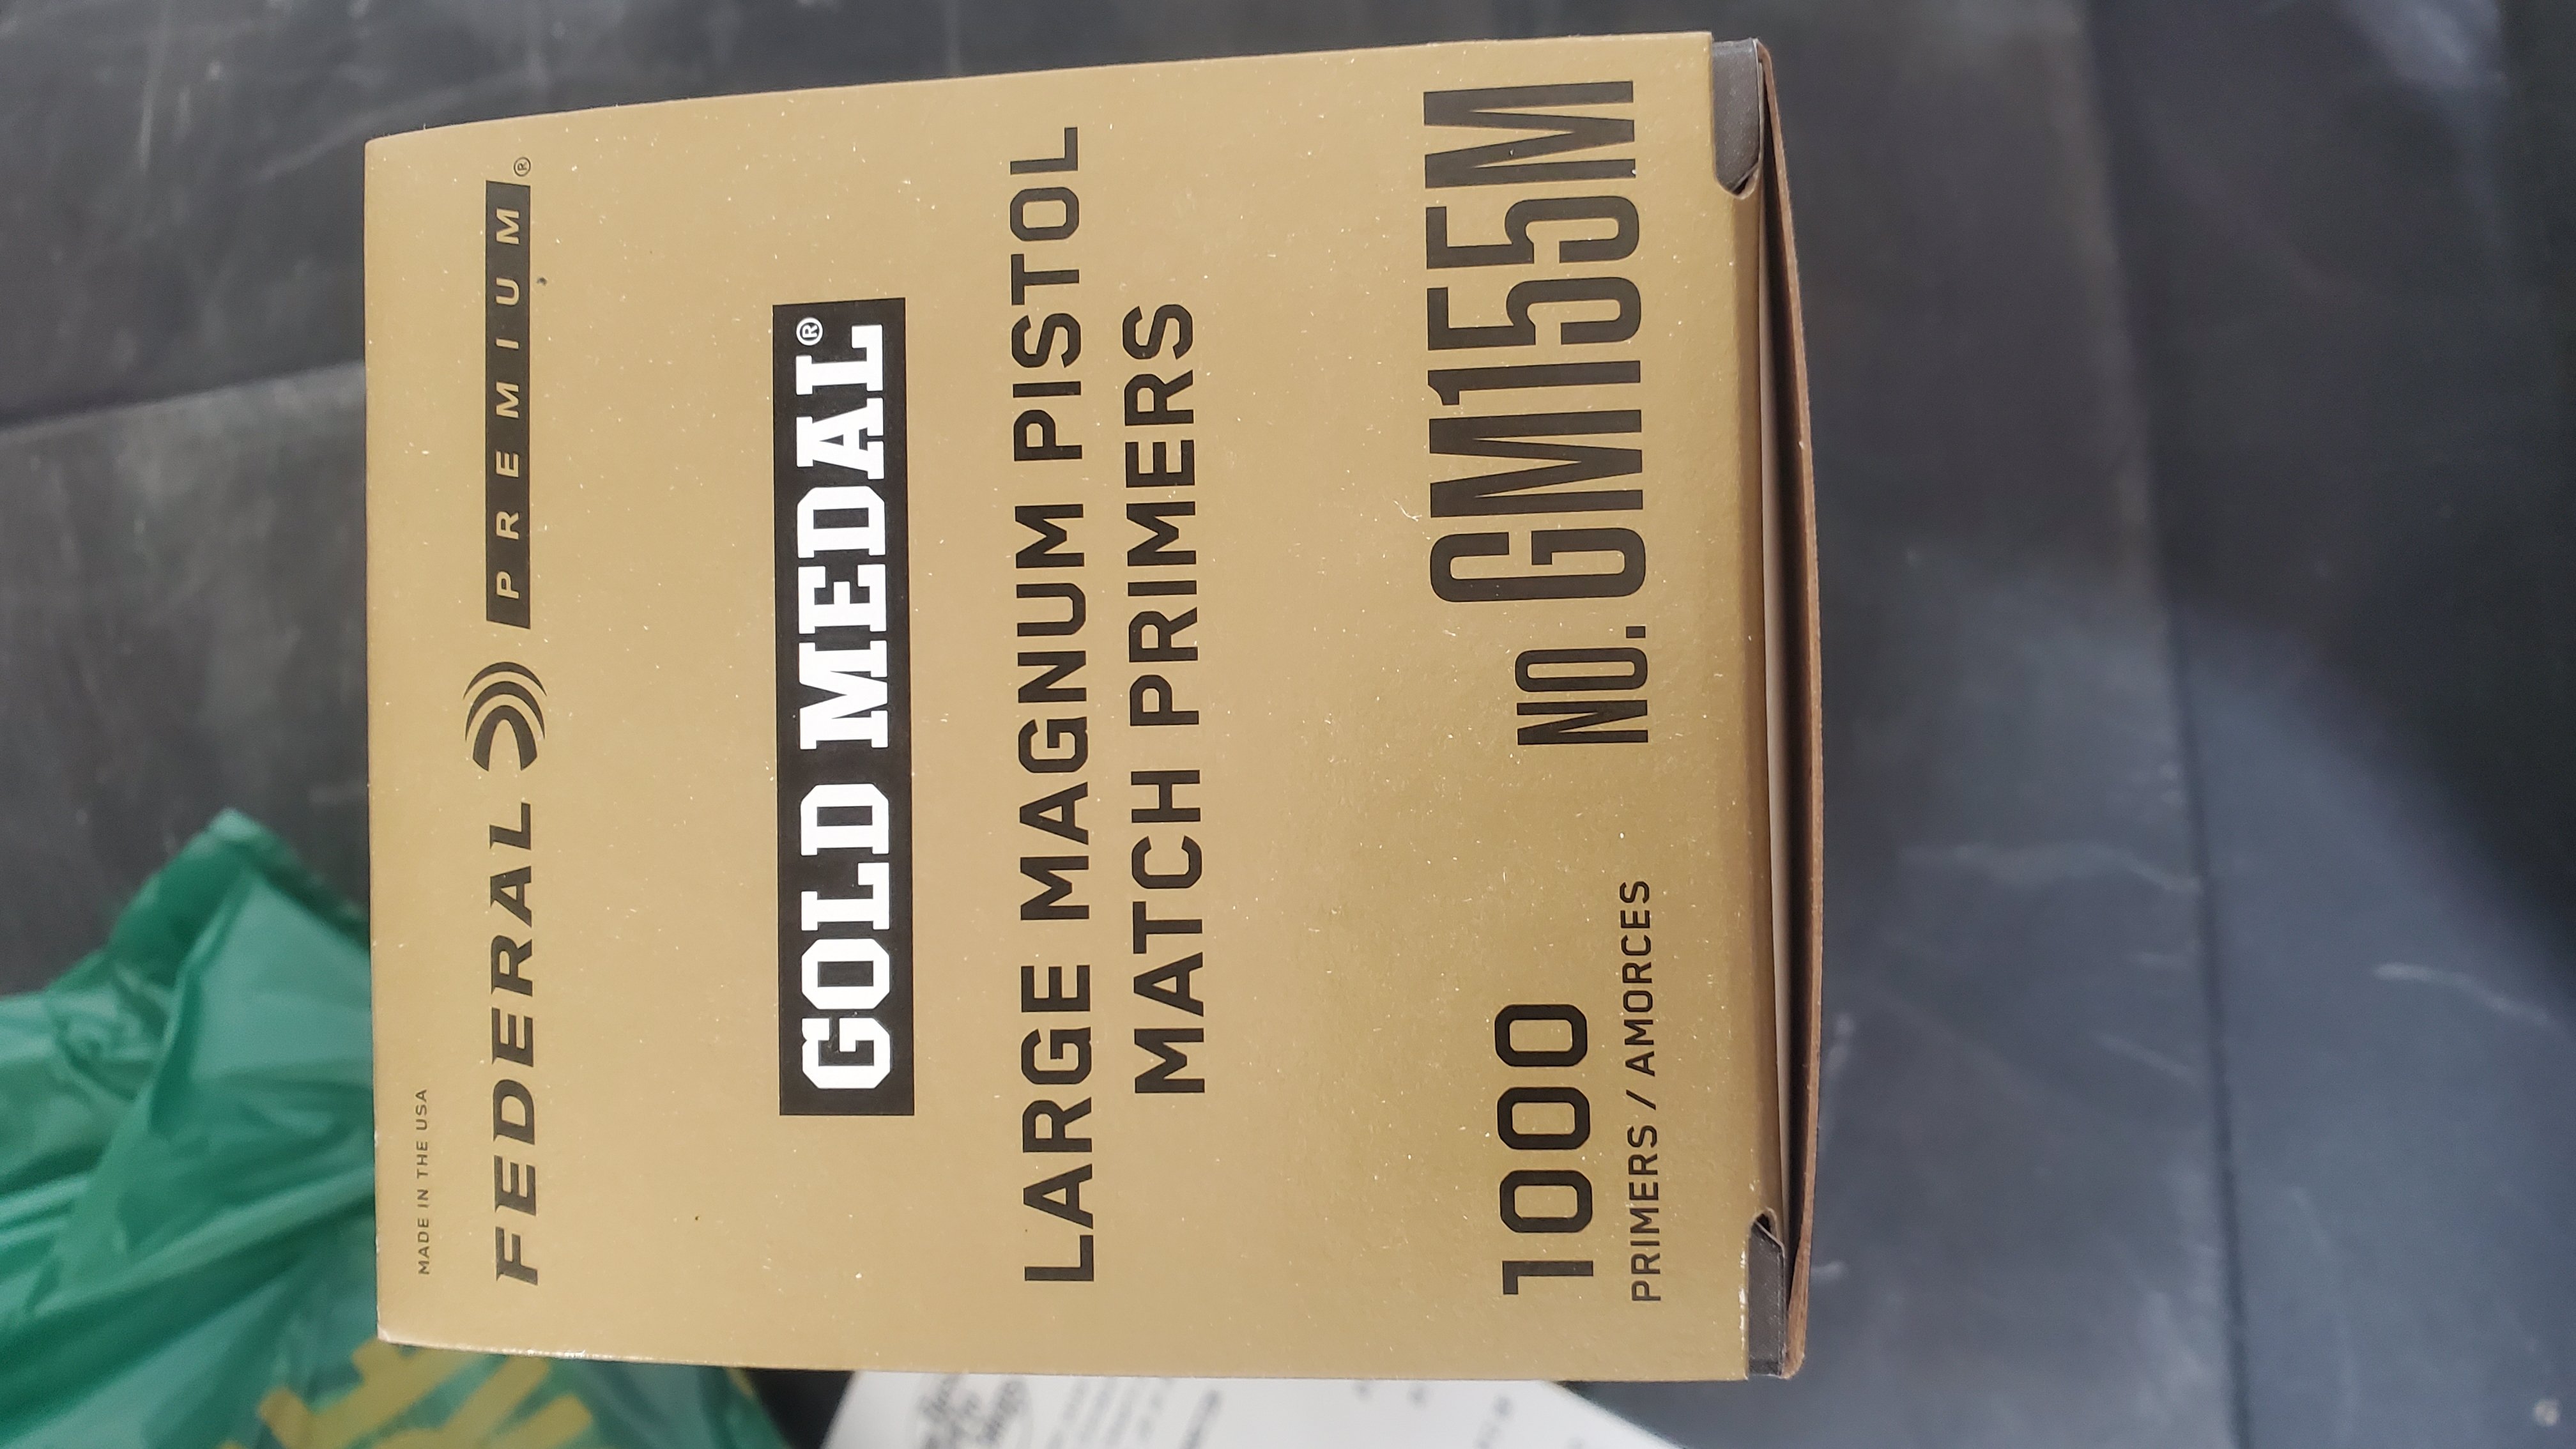 MADE IN THE USA
FEDERAL PREMIUM®
GOLD MEDAL®
LARGE MAGNUM PISTOL
MATCH PRIMERS
1000 NO. GM155M
PRIMERS / AMORCES